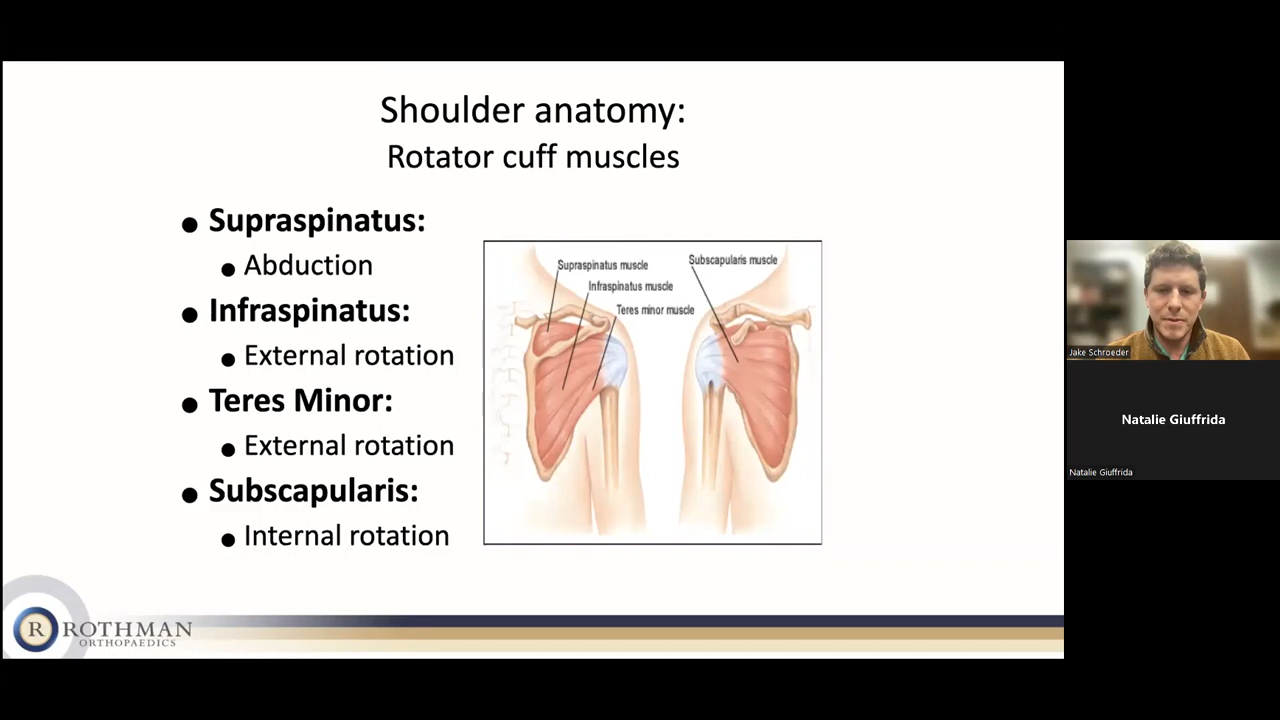 Shoulder anatomy:
Rotator cuff muscles
• Supraspinatus:
• Abduction
• Infraspinatus:
• External rotation
• Teres Minor:
• External rotation
• Subscapularis:
• Internal rotation
Supraspinatus muscle
Infraspinatus muscle
Teres minor muscle
Subscapularis muscle
R ROTHMAN
ORTHOPAEDICS
Jake Schroeder
Natalie Giuffrida
Natalie Giuffrida